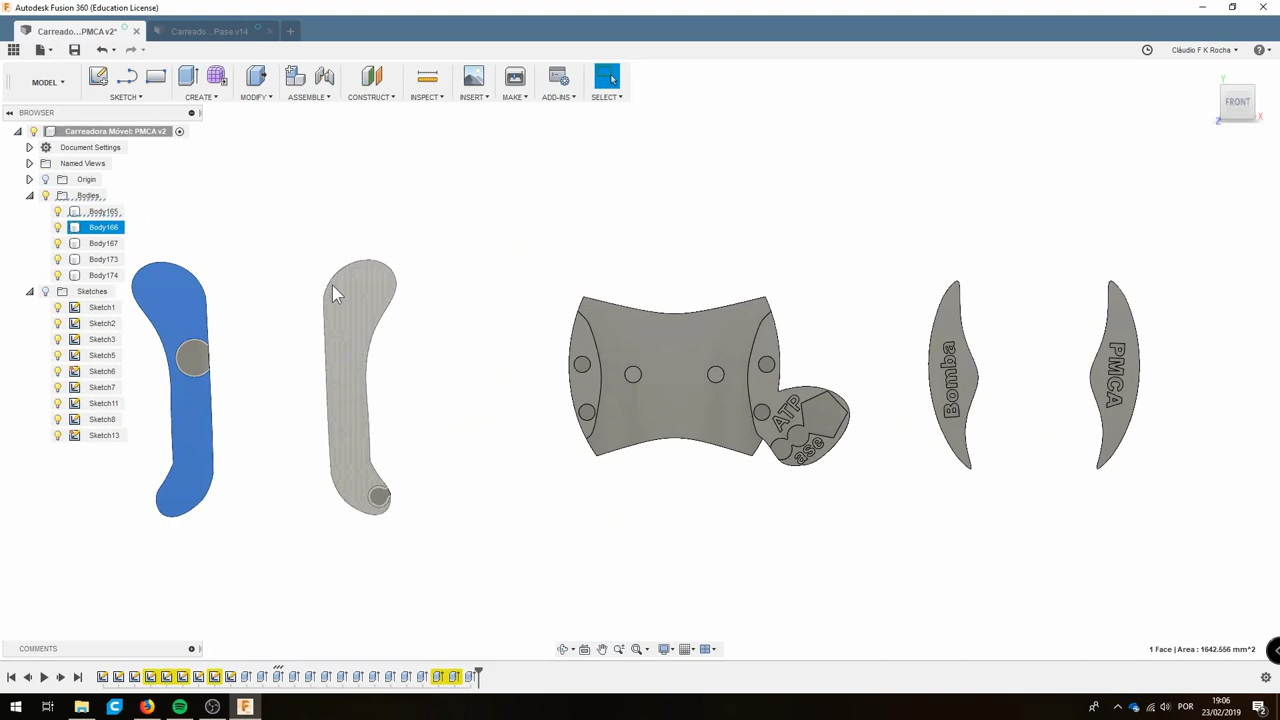 Autodesk Fusion 360 (Education License)
Carreado...PMCA v2*
Carreado...Pase v14
Cláudio F K Rocha
MODEL
SKETCH
CREATE
MODIFY
ASSEMBLE
CONSTRUCT
INSPECT
INSERT
MAKE
ADD-INS
SELECT
BROWSER
FRONT
Y
Z
X
Carreadora Móvel: PMCA v2
Document Settings
Named Views
Origin
Bodies
Body165
Body166
Body167
Body173
Body174
Sketches
Sketch1
Sketch2
Sketch3
Sketch5
Sketch6
Sketch7
Sketch11
Sketch8
Sketch13
ATP
ase
Bomba
PMCA
COMMENTS
1 Face | Area : 1642.556 mm^2
POR
19:06
23/02/2019
2